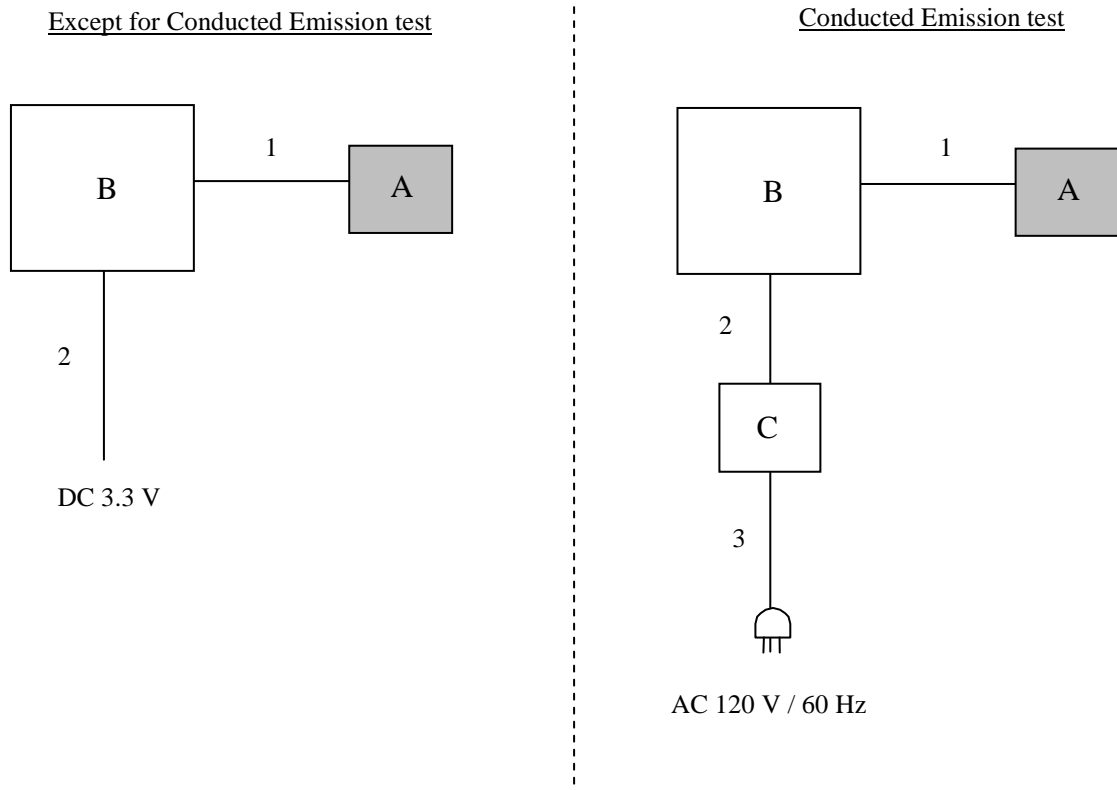 Except for Conducted Emission test
1
B
A
2
DC 3.3 V
Conducted Emission test
1
B
A
2
C
3
AC 120 V / 60 Hz